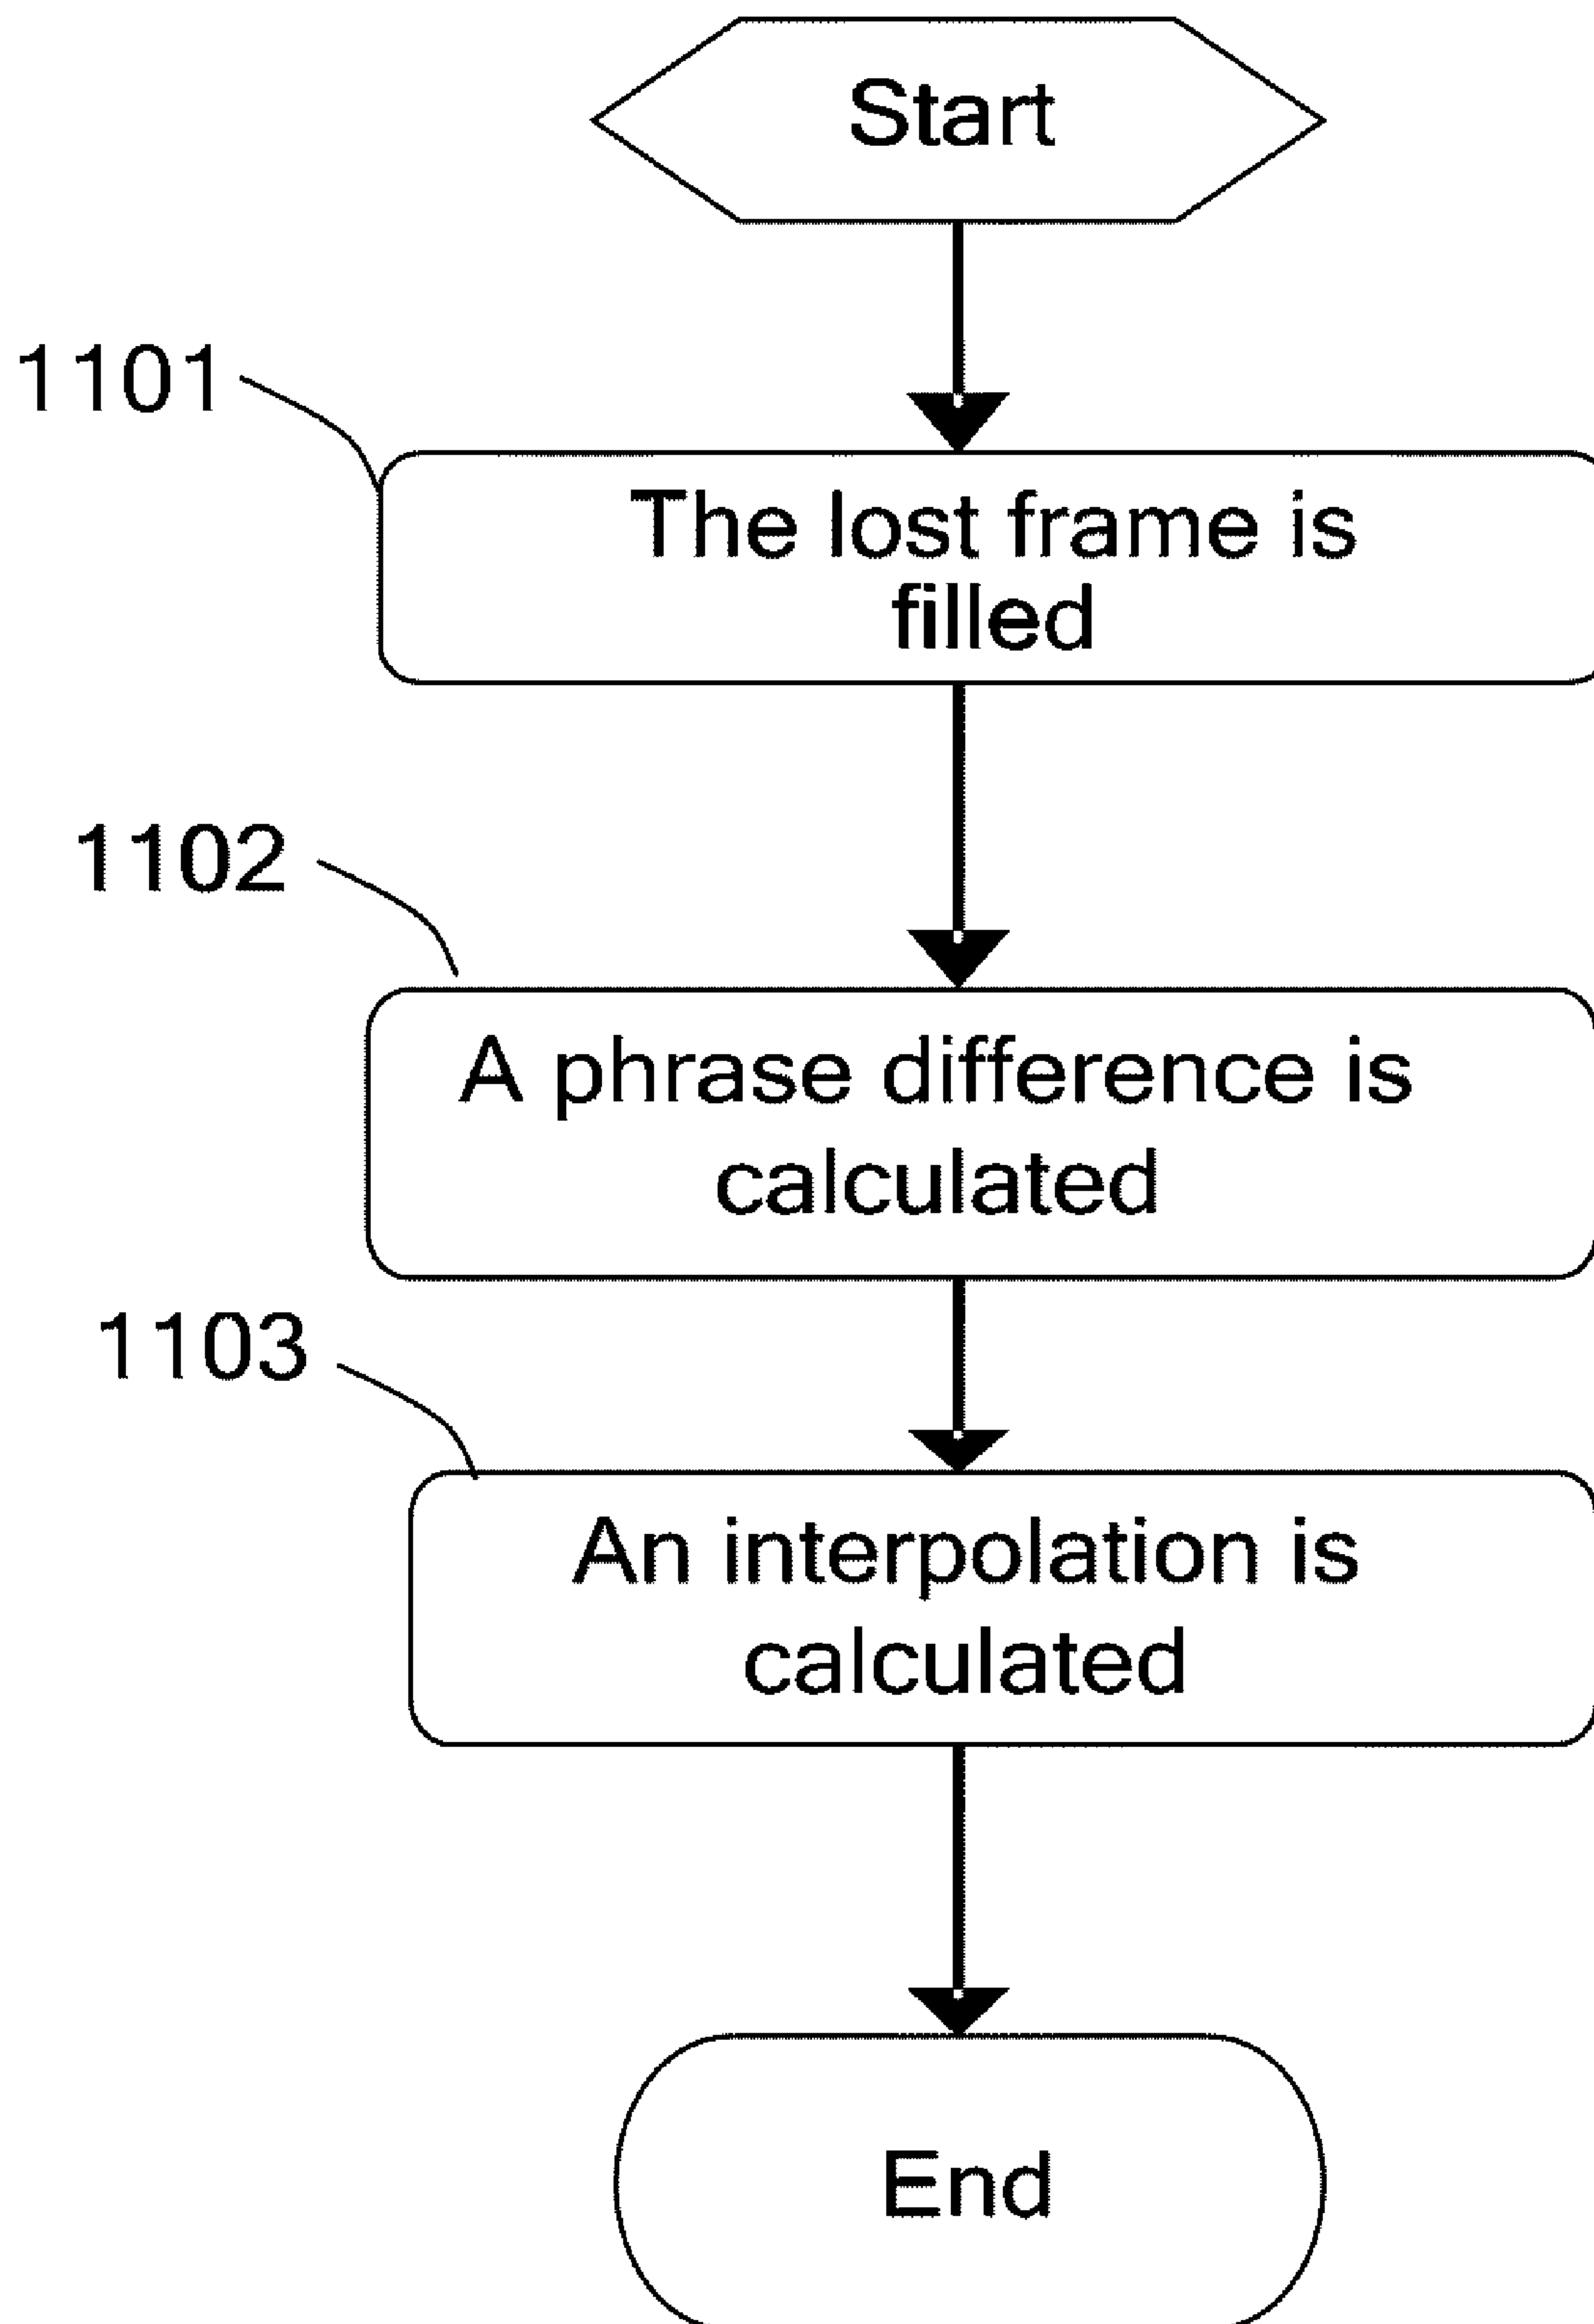 Start
1101
The lost frame is
filled
1102
A phrase difference is
calculated
1103
An interpolation is
calculated
End